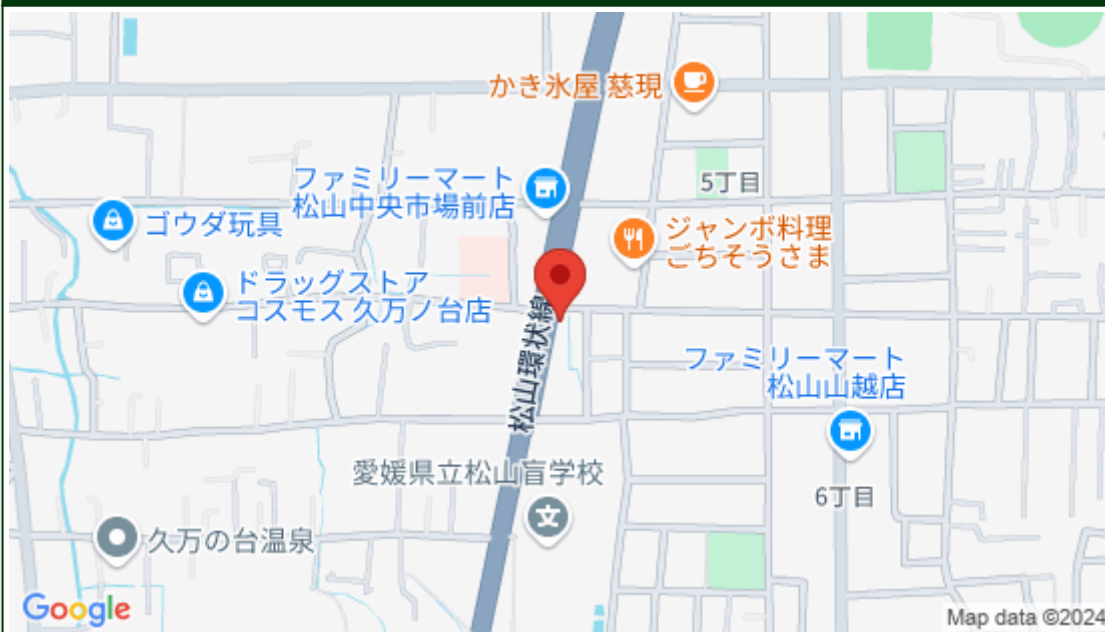 かき氷屋 慈現
ファミリーマート
松山中央市場前店
5丁目
ゴウダ玩具
ジャンボ料理
ごちそうさま
ドラッグストア
コスモス 久万ノ台店
松山環状線
ファミリーマート
松山山越店
愛媛県立松山盲学校
6丁目
久万の台温泉
Google
Map data ©2024